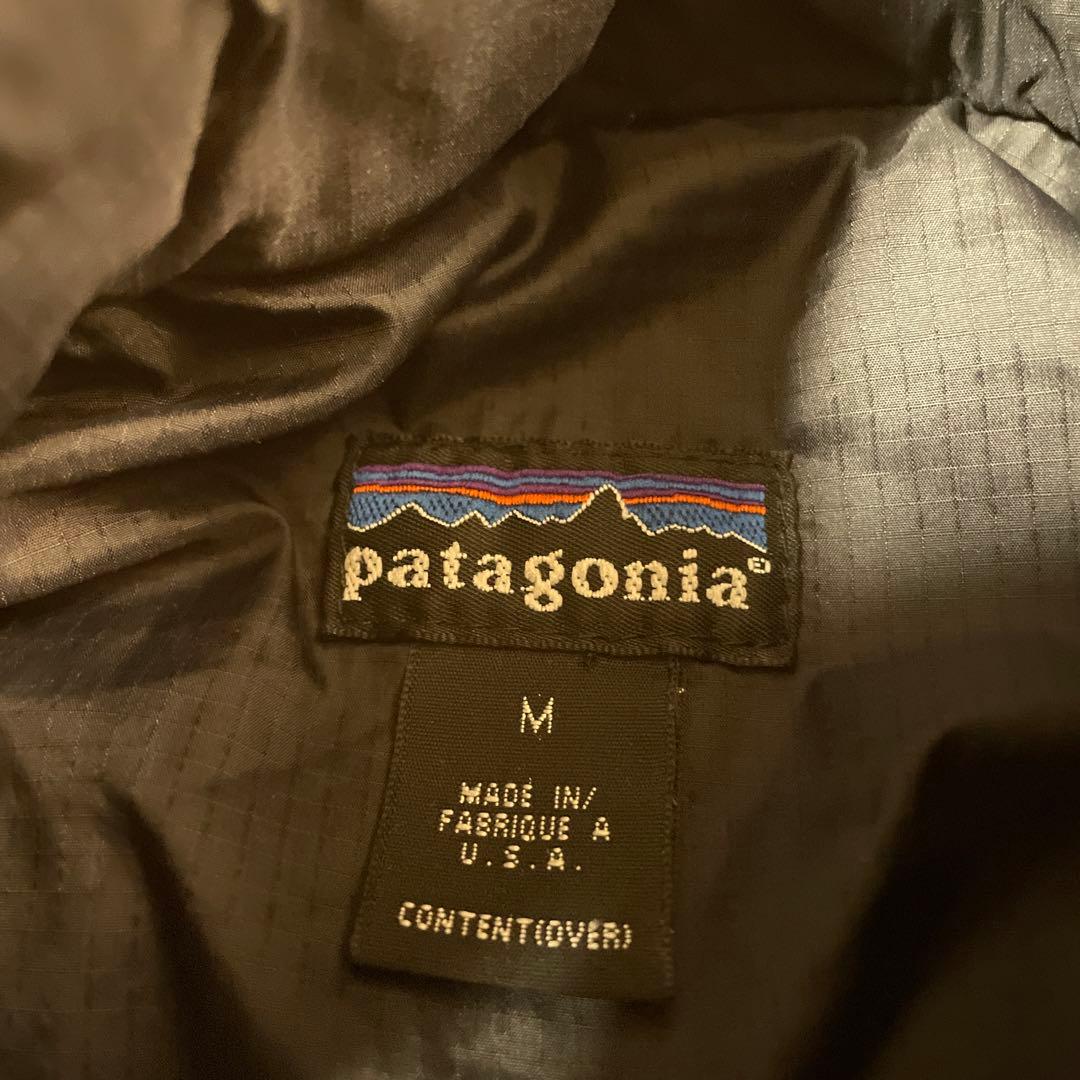 patagonia®
M
MADE IN/
FABRIQUE A
U.S.A.
CONTENT(OVER)